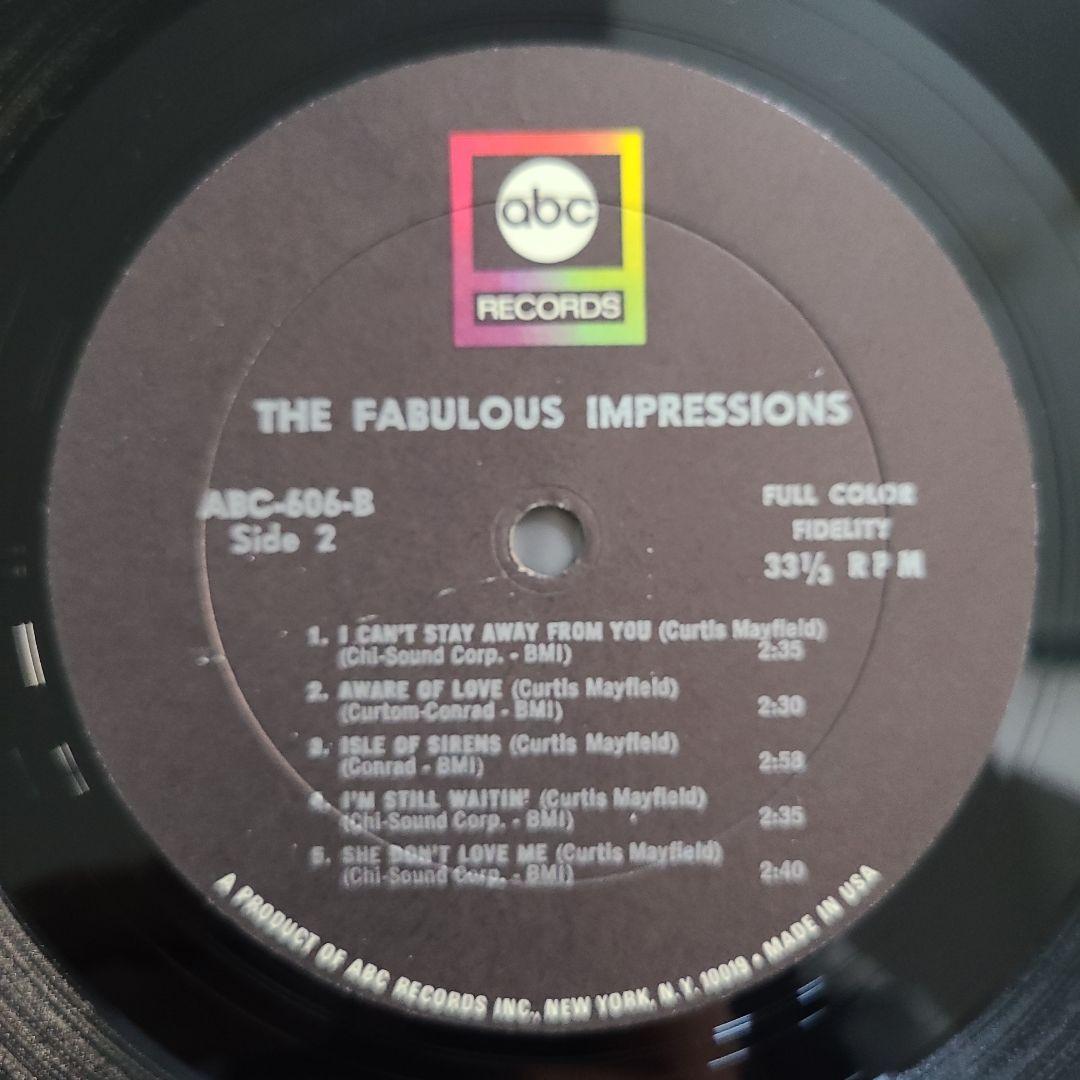 abc
RECORDS
THE FABULOUS IMPRESSIONS
ABC-606-B
Side 2
FULL COLOR
FIDELITY
33⅓ RPM
1. I CAN'T STAY AWAY FROM YOU (Curtis Mayfield)
(Chi-Sound Corp. - BMI) 2:35
2. AWARE OF LOVE (Curtis Mayfield)
(Curtom-Conrad - BMI) 2:30
3. ISLE OF SIRENS (Curtis Mayfield)
(Conrad - BMI) 2:58
4. I'M STILL WAITIN' (Curtis Mayfield)
(Chi-Sound Corp. - BMI) 2:35
5. SHE DON'T LOVE ME (Curtis Mayfield)
(Chi-Sound Corp. - BMI) 2:40
A PRODUCT OF ABC RECORDS INC., NEW YORK, N.Y. 10019 • MADE IN USA